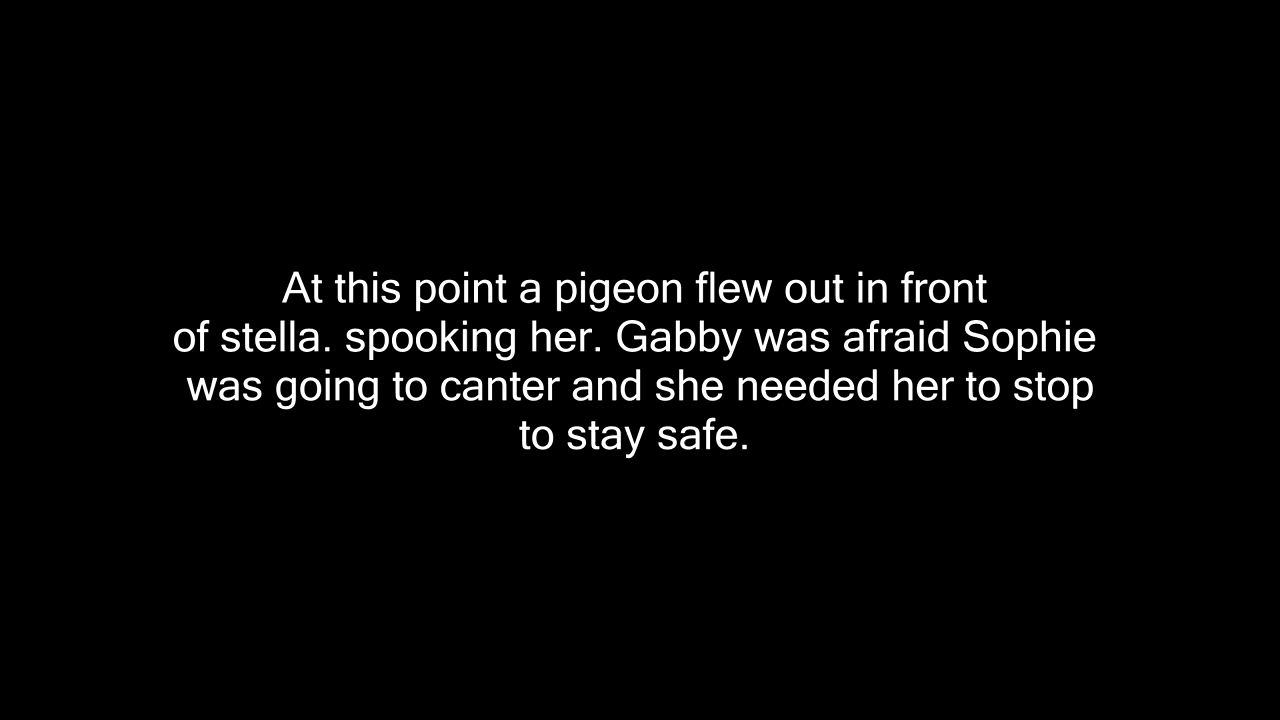 At this point a pigeon flew out in front
of stella. spooking her. Gabby was afraid Sophie
was going to canter and she needed her to stop
to stay safe.